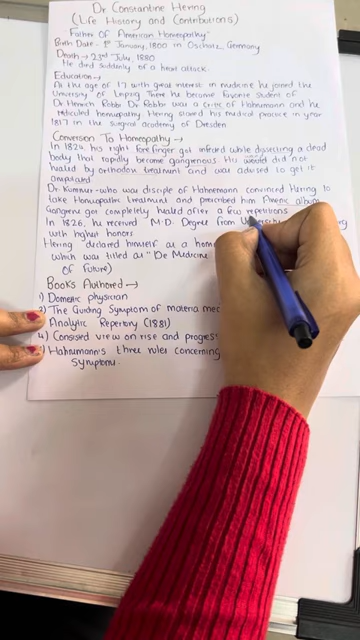 Dr Constantine Hering
(Life History and Contributions)
"Father Of American Homeopathy"
Birth Date - 1st January, 1800 in Oschatz, Germany
Death → 23rd July, 1880
He died suddenly of a heart attack.
Education →
At the age of 17 with great interest in medicine he joined the
University of Leipzig. There he became favorite student of
Dr. Henrich Robbi. Dr Robbi was a critic of Hahnemann and he
rediculed homeopathy. Hering started his medical practice in year
1817 in the surgical academy of Dresden
Conversion To Homeopathy -
In 1824 his right forefinger got infected while dissecting a dead
body that rapidly become gangrenous. His wound did not
healed by orthodox treatment and was advised to get it
amputated
Dr Kummer - who was disciple of Hahnemann convinced Hering to
take Homeopathic treatment and prescribed him Arsenic album
Gangrene got completely healed after a few repetitions
In 1826, he received M.D. Degree from
with highest honors
Hering declared himself as a
which was titled as "De Medicine
Of Future)
Books Authored →
1) Domestic physician
2) The Guiding Symptom of materia
3) Analytic Repertory (1881)
4) Consised view on rise and
5) Hahnemann's three rules concerning
Symptoms.